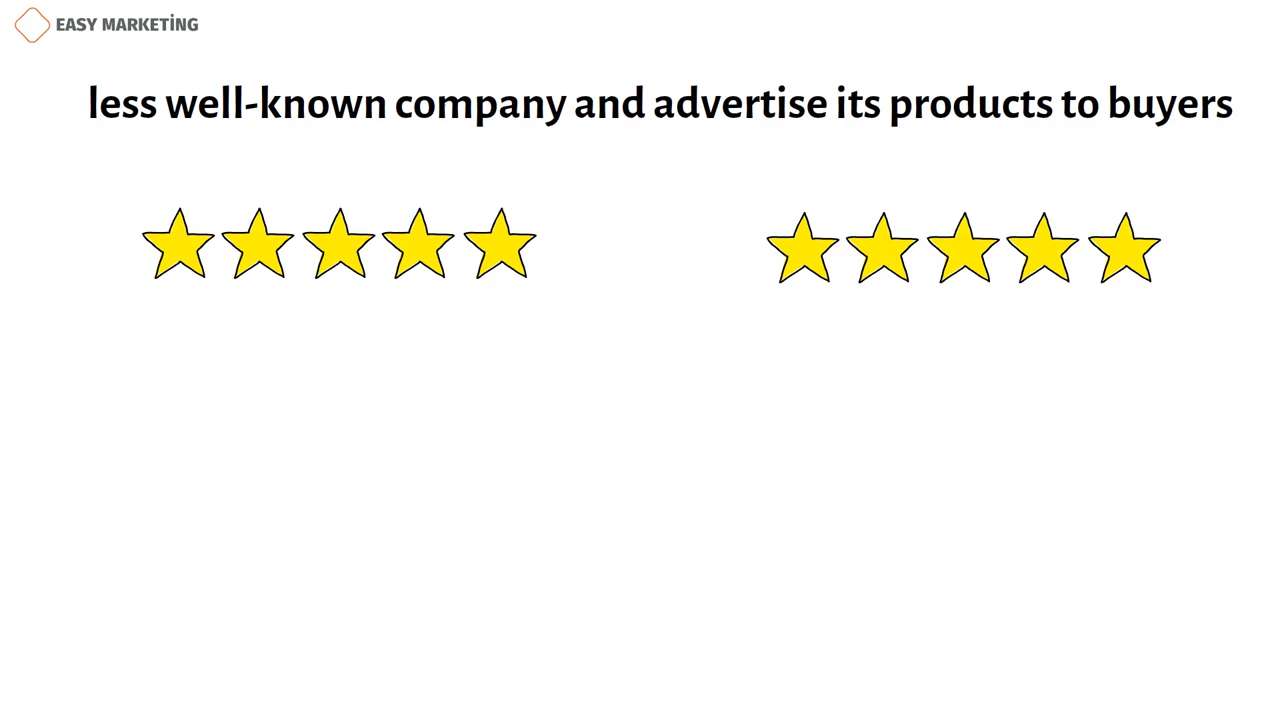 EASY MARKETİNG
less well-known company and advertise its products to buyers